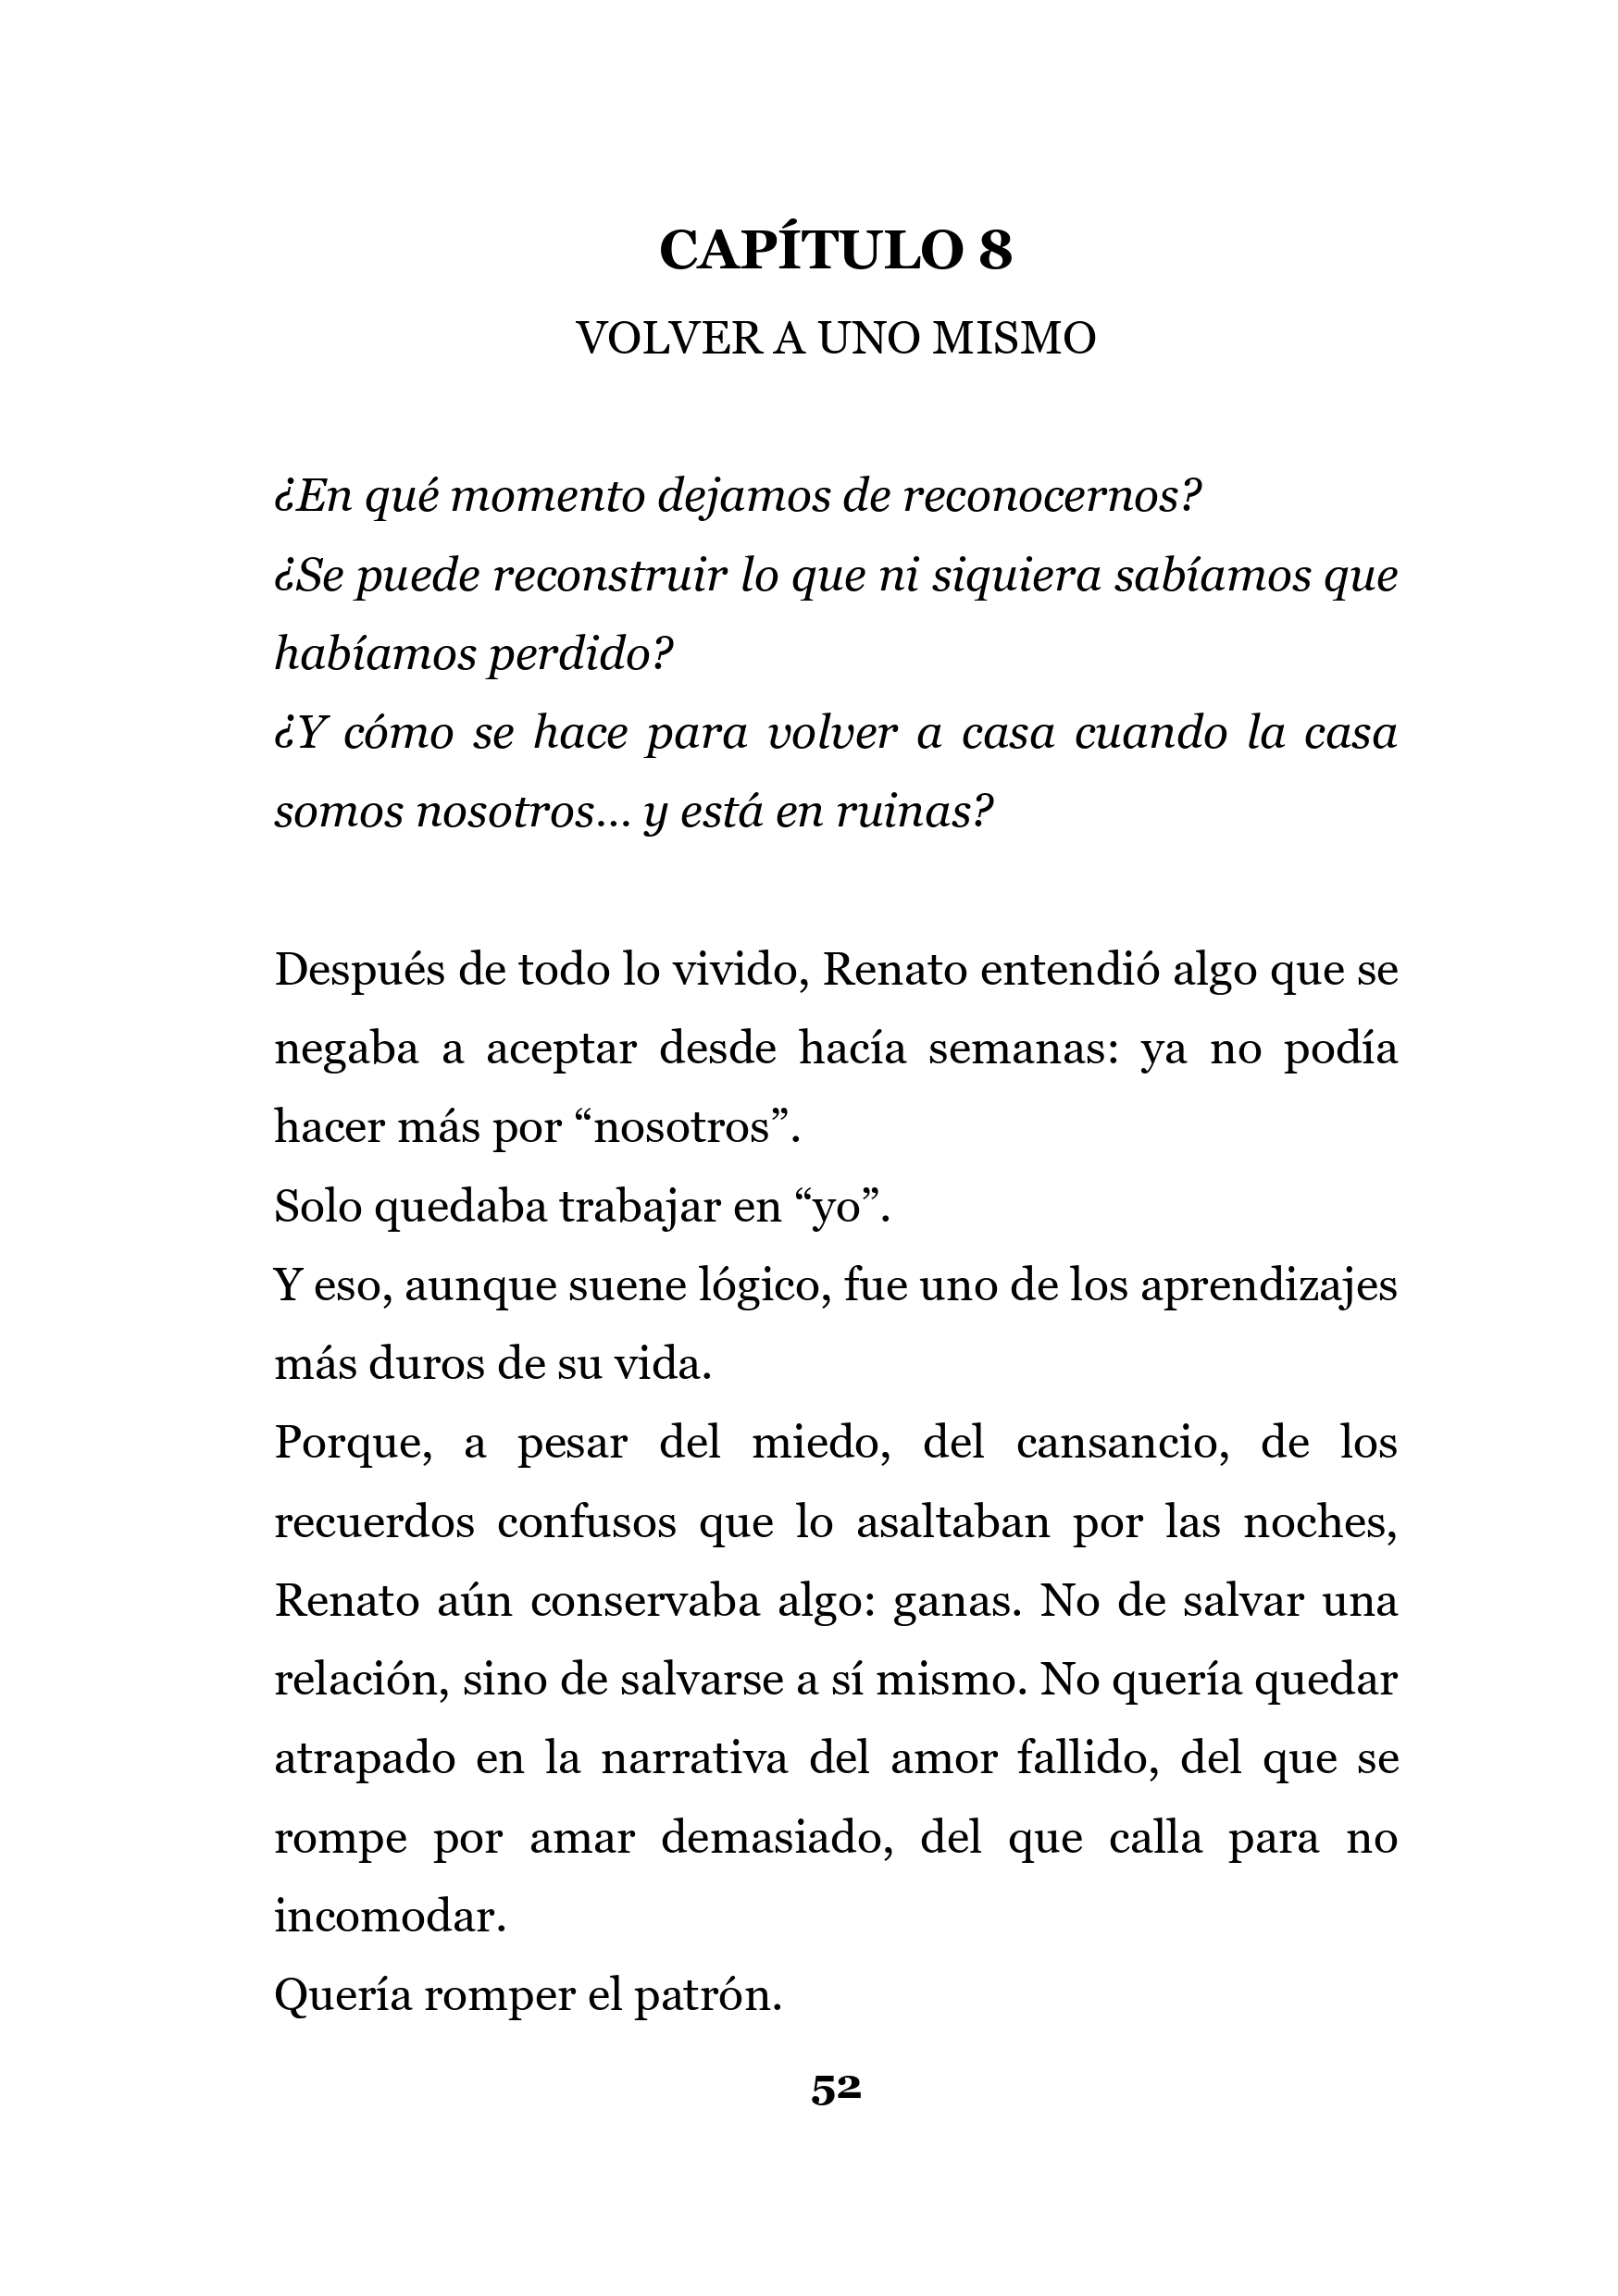 CAPÍTULO 8
VOLVER A UNO MISMO
¿En qué momento dejamos de reconocernos?
¿Se puede reconstruir lo que ni siquiera sabíamos que
habíamos perdido?
¿Y cómo se hace para volver a casa cuando la casa
somos nosotros… y está en ruinas?
Después de todo lo vivido, Renato entendió algo que se
negaba a aceptar desde hacía semanas: ya no podía
hacer más por “nosotros”.
Solo quedaba trabajar en “yo”.
Y eso, aunque suene lógico, fue uno de los aprendizajes
más duros de su vida.
Porque, a pesar del miedo, del cansancio, de los
recuerdos confusos que lo asaltaban por las noches,
Renato aún conservaba algo: ganas. No de salvar una
relación, sino de salvarse a sí mismo. No quería quedar
atrapado en la narrativa del amor fallido, del que se
rompe por amar demasiado, del que calla para no
incomodar.
Quería romper el patrón.
52